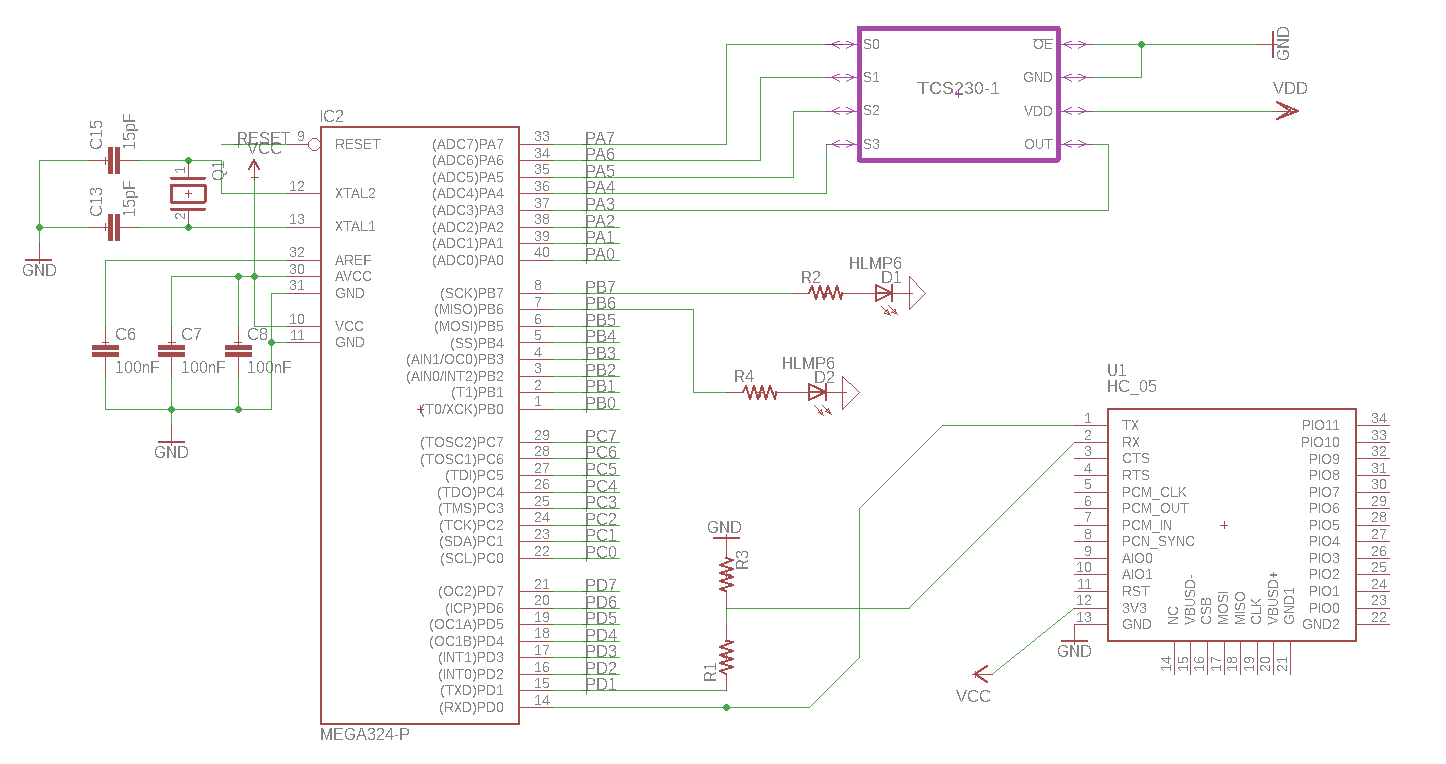 IC2
MEGA324-P
C15
15pF
C13
15pF
Q1
1
2
GND
RESET
VCC
C6
100nF
C7
100nF
C8
100nF
GND
9 RESET
12 XTAL2
13 XTAL1
32 AREF
30 AVCC
31 GND
10 VCC
11 GND
(ADC7)PA7 33 PA7
(ADC6)PA6 34 PA6
(ADC5)PA5 35 PA5
(ADC4)PA4 36 PA4
(ADC3)PA3 37 PA3
(ADC2)PA2 38 PA2
(ADC1)PA1 39 PA1
(ADC0)PA0 40 PA0
(SCK)PB7 8 PB7
(MISO)PB6 7 PB6
(MOSI)PB5 6 PB5
(SS)PB4 5 PB4
(AIN1/OC0)PB3 4 PB3
(AIN0/INT2)PB2 3 PB2
(T1)PB1 2 PB1
(T0/XCK)PB0 1 PB0
(TOSC2)PC7 29 PC7
(TOSC1)PC6 28 PC6
(TDI)PC5 27 PC5
(TDO)PC4 26 PC4
(TMS)PC3 25 PC3
(TCK)PC2 24 PC2
(SDA)PC1 23 PC1
(SCL)PC0 22 PC0
(OC2)PD7 21 PD7
(ICP)PD6 20 PD6
(OC1A)PD5 19 PD5
(OC1B)PD4 18 PD4
(INT1)PD3 17 PD3
(INT0)PD2 16 PD2
(TXD)PD1 15 PD1
(RXD)PD0 14
TCS230-1
S0
S1
S2
S3
OE
GND
VDD
OUT
GND
VDD
R2
HLMP6
D1
R4
HLMP6
D2
GND
R3
R1
U1
HC_05
1 TX
2 RX
3 CTS
4 RTS
5 PCM_CLK
6 PCM_OUT
7 PCM_IN
8 PCN_SYNC
9 AIO0
10 AIO1
11 RST
12 3V3
13 GND
PIO11 34
PIO10 33
PIO9 32
PIO8 31
PIO7 30
PIO6 29
PIO5 28
PIO4 27
PIO3 26
PIO2 25
PIO1 24
PIO0 23
GND2 22
NC 14
VBUSD- 15
CSB 16
MOSI 17
MISO 18
CLK 19
VBUSD+ 20
GND1 21
GND
VCC